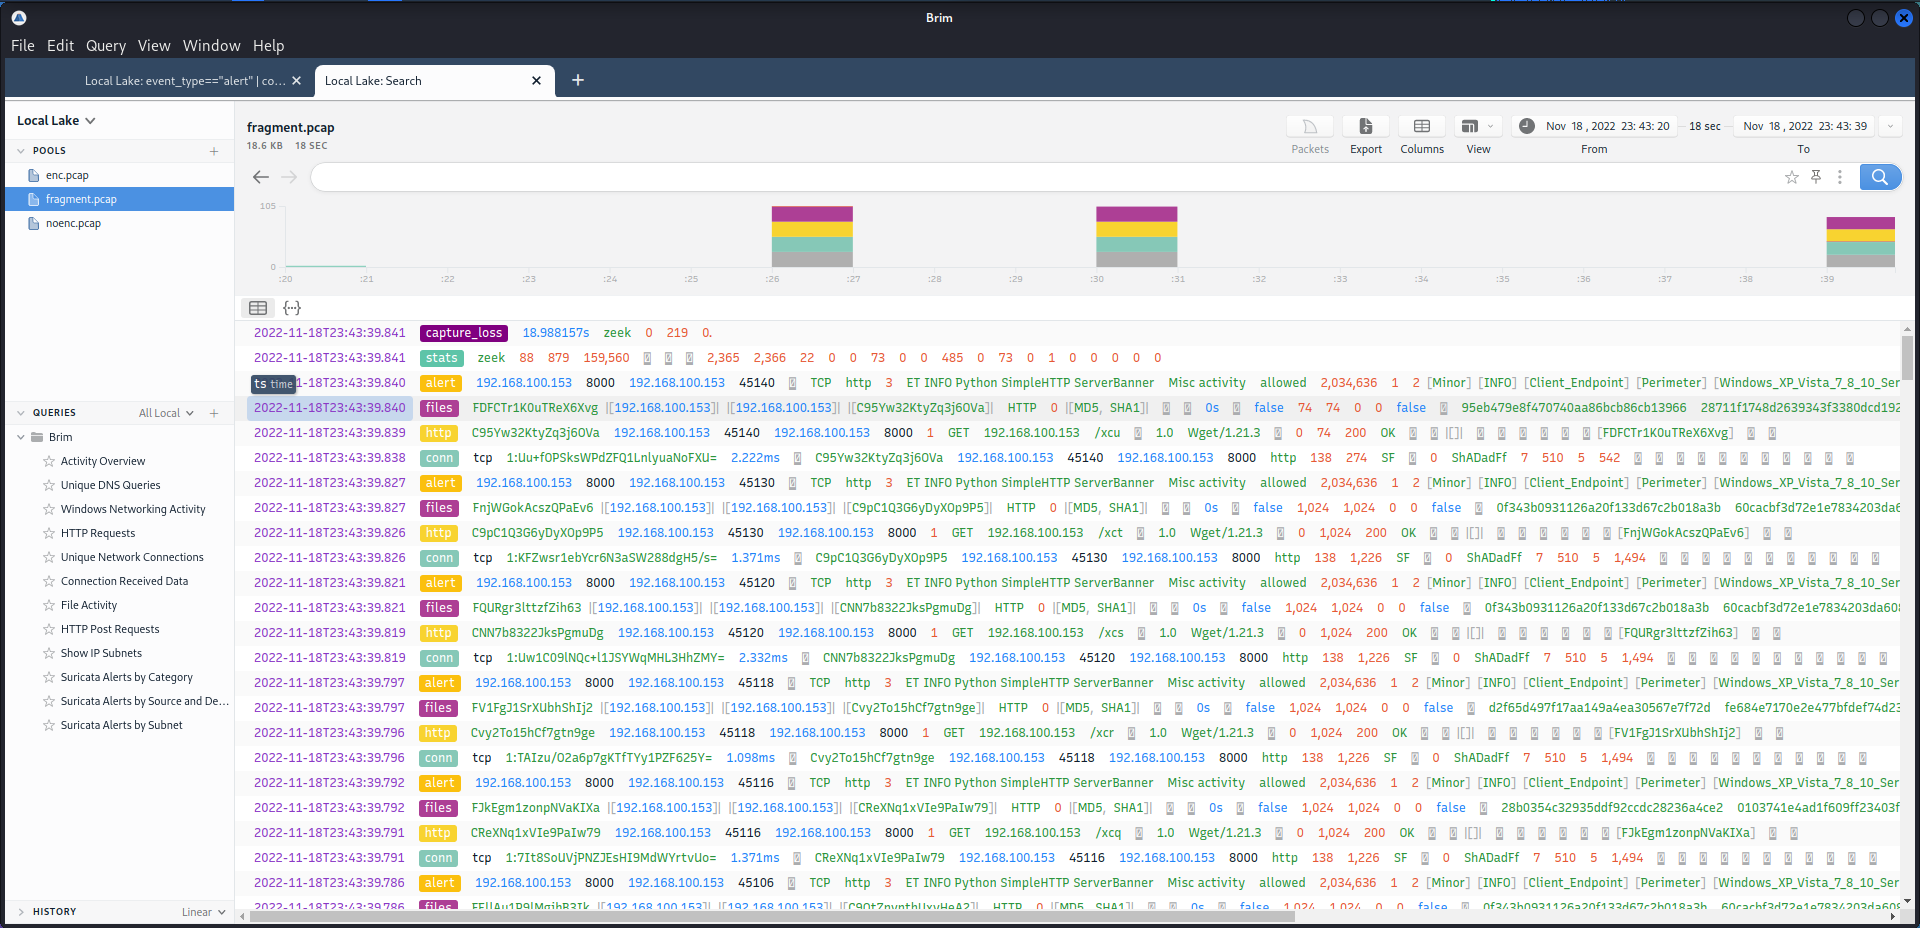 Brim
File Edit Query View Window Help
Local Lake: event_type=="alert" | co...
Local Lake: Search
Local Lake
POOLS
enc.pcap
fragment.pcap
noenc.pcap
QUERIES All Local
Brim
Activity Overview
Unique DNS Queries
Windows Networking Activity
HTTP Requests
Unique Network Connections
Connection Received Data
File Activity
HTTP Post Requests
Show IP Subnets
Suricata Alerts by Category
Suricata Alerts by Source and De...
Suricata Alerts by Subnet
HISTORY Linear
fragment.pcap
18.6 KB 18 SEC
Packets Export Columns View
Nov 18 , 2022 23: 43: 20 18 sec Nov 18 , 2022 23: 43: 39
From To
105
0
:20 :21 :22 :23 :24 :25 :26 :27 :28 :29 :30 :31 :32 :33 :34 :35 :36 :37 :38 :39
2022-11-18T23:43:39.841 capture_loss 18.988157s zeek 0 219 0.
2022-11-18T23:43:39.841 stats zeek 88 879 159,560 2,365 2,366 22 0 0 73 0 0 485 0 73 0 1 0 0 0 0 0
ts time 1-18T23:43:39.840 alert 192.168.100.153 8000 192.168.100.153 45140 TCP http 3 ET INFO Python SimpleHTTP ServerBanner Misc activity allowed 2,034,636 1 2 [Minor] [INFO] [Client_Endpoint] [Perimeter] [Windows_XP_Vista_7_8_10_Ser
2022-11-18T23:43:39.840 files FDFCTr1K0uTReX6Xvg |[192.168.100.153]| |[192.168.100.153]| |[C95Yw32KtyZq3j6OVa]| HTTP 0 |[MD5, SHA1]| 0s false 74 74 0 0 false 95eb479e8f470740aa86bcb86cb13966 28711f1748d2639343f3380dcd192
2022-11-18T23:43:39.839 http C95Yw32KtyZq3j6OVa 192.168.100.153 45140 192.168.100.153 8000 1 GET 192.168.100.153 /xcu 1.0 Wget/1.21.3 0 74 200 OK |[]| [FDFCTr1K0uTReX6Xvg]
2022-11-18T23:43:39.838 conn tcp 1:Uu+fOPSksWPdZFQ1LnlyuaNoFXU= 2.222ms C95Yw32KtyZq3j6OVa 192.168.100.153 45140 192.168.100.153 8000 http 138 274 SF 0 ShADadFf 7 510 5 542
2022-11-18T23:43:39.827 alert 192.168.100.153 8000 192.168.100.153 45130 TCP http 3 ET INFO Python SimpleHTTP ServerBanner Misc activity allowed 2,034,636 1 2 [Minor] [INFO] [Client_Endpoint] [Perimeter] [Windows_XP_Vista_7_8_10_Ser
2022-11-18T23:43:39.827 files FnjWGokAcszQPaEv6 |[192.168.100.153]| |[192.168.100.153]| |[C9pC1Q3G6yDyXOp9P5]| HTTP 0 |[MD5, SHA1]| 0s false 1,024 1,024 0 0 false 0f343b0931126a20f133d67c2b018a3b 60cacbf3d72e1e7834203da6
2022-11-18T23:43:39.826 http C9pC1Q3G6yDyXOp9P5 192.168.100.153 45130 192.168.100.153 8000 1 GET 192.168.100.153 /xct 1.0 Wget/1.21.3 0 1,024 200 OK |[]| [FnjWGokAcszQPaEv6]
2022-11-18T23:43:39.826 conn tcp 1:KFZwsr1ebYcr6N3aSW288dgH5/s= 1.371ms C9pC1Q3G6yDyXOp9P5 192.168.100.153 45130 192.168.100.153 8000 http 138 1,226 SF 0 ShADadFf 7 510 5 1,494
2022-11-18T23:43:39.821 alert 192.168.100.153 8000 192.168.100.153 45120 TCP http 3 ET INFO Python SimpleHTTP ServerBanner Misc activity allowed 2,034,636 1 2 [Minor] [INFO] [Client_Endpoint] [Perimeter] [Windows_XP_Vista_7_8_10_Ser
2022-11-18T23:43:39.821 files FQURgr3lttzfZih63 |[192.168.100.153]| |[192.168.100.153]| |[CNN7b8322JksPgmuDg]| HTTP 0 |[MD5, SHA1]| 0s false 1,024 1,024 0 0 false 0f343b0931126a20f133d67c2b018a3b 60cacbf3d72e1e7834203da608
2022-11-18T23:43:39.819 http CNN7b8322JksPgmuDg 192.168.100.153 45120 192.168.100.153 8000 1 GET 192.168.100.153 /xcs 1.0 Wget/1.21.3 0 1,024 200 OK |[]| [FQURgr3lttzfZih63]
2022-11-18T23:43:39.819 conn tcp 1:Uw1C09lNQc+l1JSYWqMHL3HhZMY= 2.332ms CNN7b8322JksPgmuDg 192.168.100.153 45120 192.168.100.153 8000 http 138 1,226 SF 0 ShADadFf 7 510 5 1,494
2022-11-18T23:43:39.797 alert 192.168.100.153 8000 192.168.100.153 45118 TCP http 3 ET INFO Python SimpleHTTP ServerBanner Misc activity allowed 2,034,636 1 2 [Minor] [INFO] [Client_Endpoint] [Perimeter] [Windows_XP_Vista_7_8_10_Ser
2022-11-18T23:43:39.797 files FV1FgJ1SrXUbhShIj2 |[192.168.100.153]| |[192.168.100.153]| |[Cvy2To15hCf7gtn9ge]| HTTP 0 |[MD5, SHA1]| 0s false 1,024 1,024 0 0 false d2f65d497f17aa149a4ea30567e7f72d fe684e7170e2e477bfdef74d23
2022-11-18T23:43:39.796 http Cvy2To15hCf7gtn9ge 192.168.100.153 45118 192.168.100.153 8000 1 GET 192.168.100.153 /xcr 1.0 Wget/1.21.3 0 1,024 200 OK |[]| [FV1FgJ1SrXUbhShIj2]
2022-11-18T23:43:39.796 conn tcp 1:TAIzu/O2a6p7gKTfTYy1PZF625Y= 1.098ms Cvy2To15hCf7gtn9ge 192.168.100.153 45118 192.168.100.153 8000 http 138 1,226 SF 0 ShADadFf 7 510 5 1,494
2022-11-18T23:43:39.792 alert 192.168.100.153 8000 192.168.100.153 45116 TCP http 3 ET INFO Python SimpleHTTP ServerBanner Misc activity allowed 2,034,636 1 2 [Minor] [INFO] [Client_Endpoint] [Perimeter] [Windows_XP_Vista_7_8_10_Ser
2022-11-18T23:43:39.792 files FJkEgm1zonpNVaKIXa |[192.168.100.153]| |[192.168.100.153]| |[CReXNq1xVIe9PaIw79]| HTTP 0 |[MD5, SHA1]| 0s false 1,024 1,024 0 0 false 28b0354c32935ddf92ccdc28236a4ce2 0103741e4ad1f609ff23403f
2022-11-18T23:43:39.791 http CReXNq1xVIe9PaIw79 192.168.100.153 45116 192.168.100.153 8000 1 GET 192.168.100.153 /xcq 1.0 Wget/1.21.3 0 1,024 200 OK |[]| [FJkEgm1zonpNVaKIXa]
2022-11-18T23:43:39.791 conn tcp 1:7It8SoUVjPNZJEsHI9MdWYrtvUo= 1.371ms CReXNq1xVIe9PaIw79 192.168.100.153 45116 192.168.100.153 8000 http 138 1,226 SF 0 ShADadFf 7 510 5 1,494
2022-11-18T23:43:39.786 alert 192.168.100.153 8000 192.168.100.153 45106 TCP http 3 ET INFO Python SimpleHTTP ServerBanner Misc activity allowed 2,034,636 1 2 [Minor] [INFO] [Client_Endpoint] [Perimeter] [Windows_XP_Vista_7_8_10_Ser
2022-11-18T23:43:39.786 files |[192.168.100.153]| |[192.168.100.153]| HTTP 0 |[MD5, SHA1]| 0s false 1,024 1,024 0 0 false 0f343b0931126a20f133d67c2b018a3b 60cacbf3d72e1e7834203da6